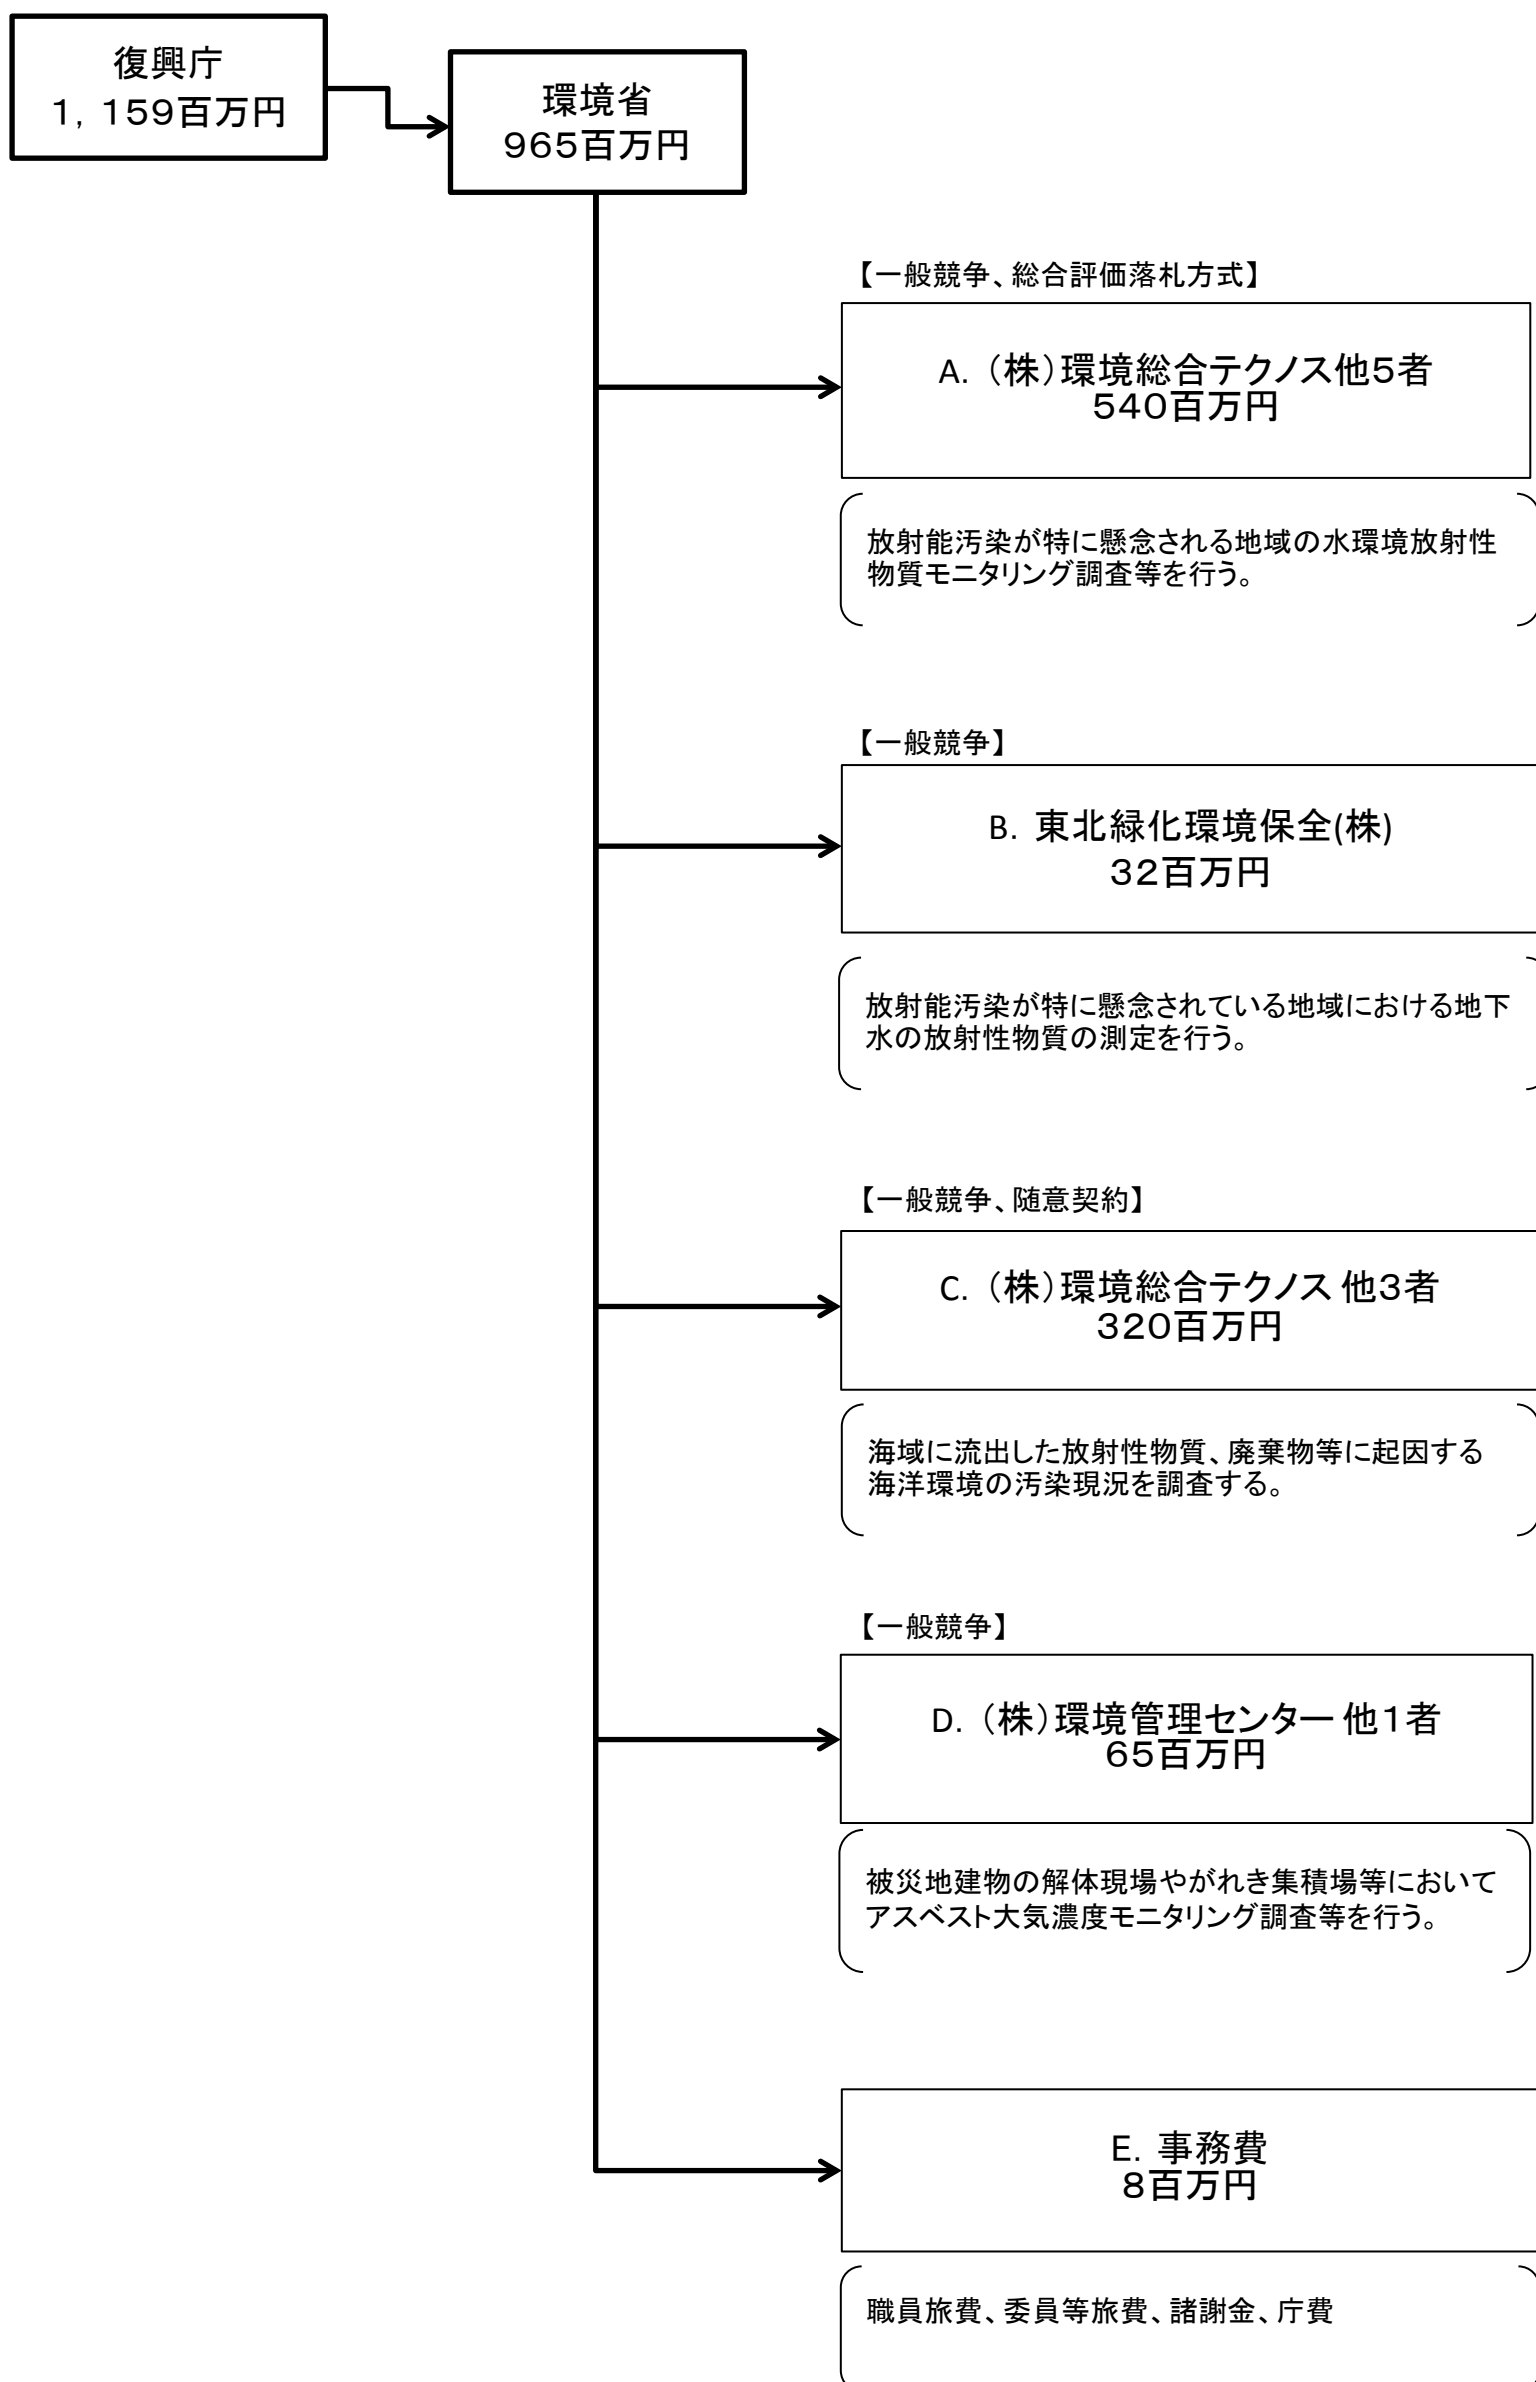 復興庁
1, 159百万円
環境省
965百万円
【一般競争、総合評価落札方式】
A. （株）環境総合テクノス他5者
540百万円
放射能汚染が特に懸念される地域の水環境放射性
物質モニタリング調査等を行う。
【一般競争】
B. 東北緑化環境保全(株)
32百万円
放射能汚染が特に懸念されている地域における地下
水の放射性物質の測定を行う。
【一般競争、随意契約】
C. （株）環境総合テクノス 他3者
320百万円
海域に流出した放射性物質、廃棄物等に起因する
海洋環境の汚染現況を調査する。
【一般競争】
D. （株）環境管理センター 他1者
65百万円
被災地建物の解体現場やがれき集積場等において
アスベスト大気濃度モニタリング調査等を行う。
E. 事務費
8百万円
職員旅費、委員等旅費、諸謝金、庁費